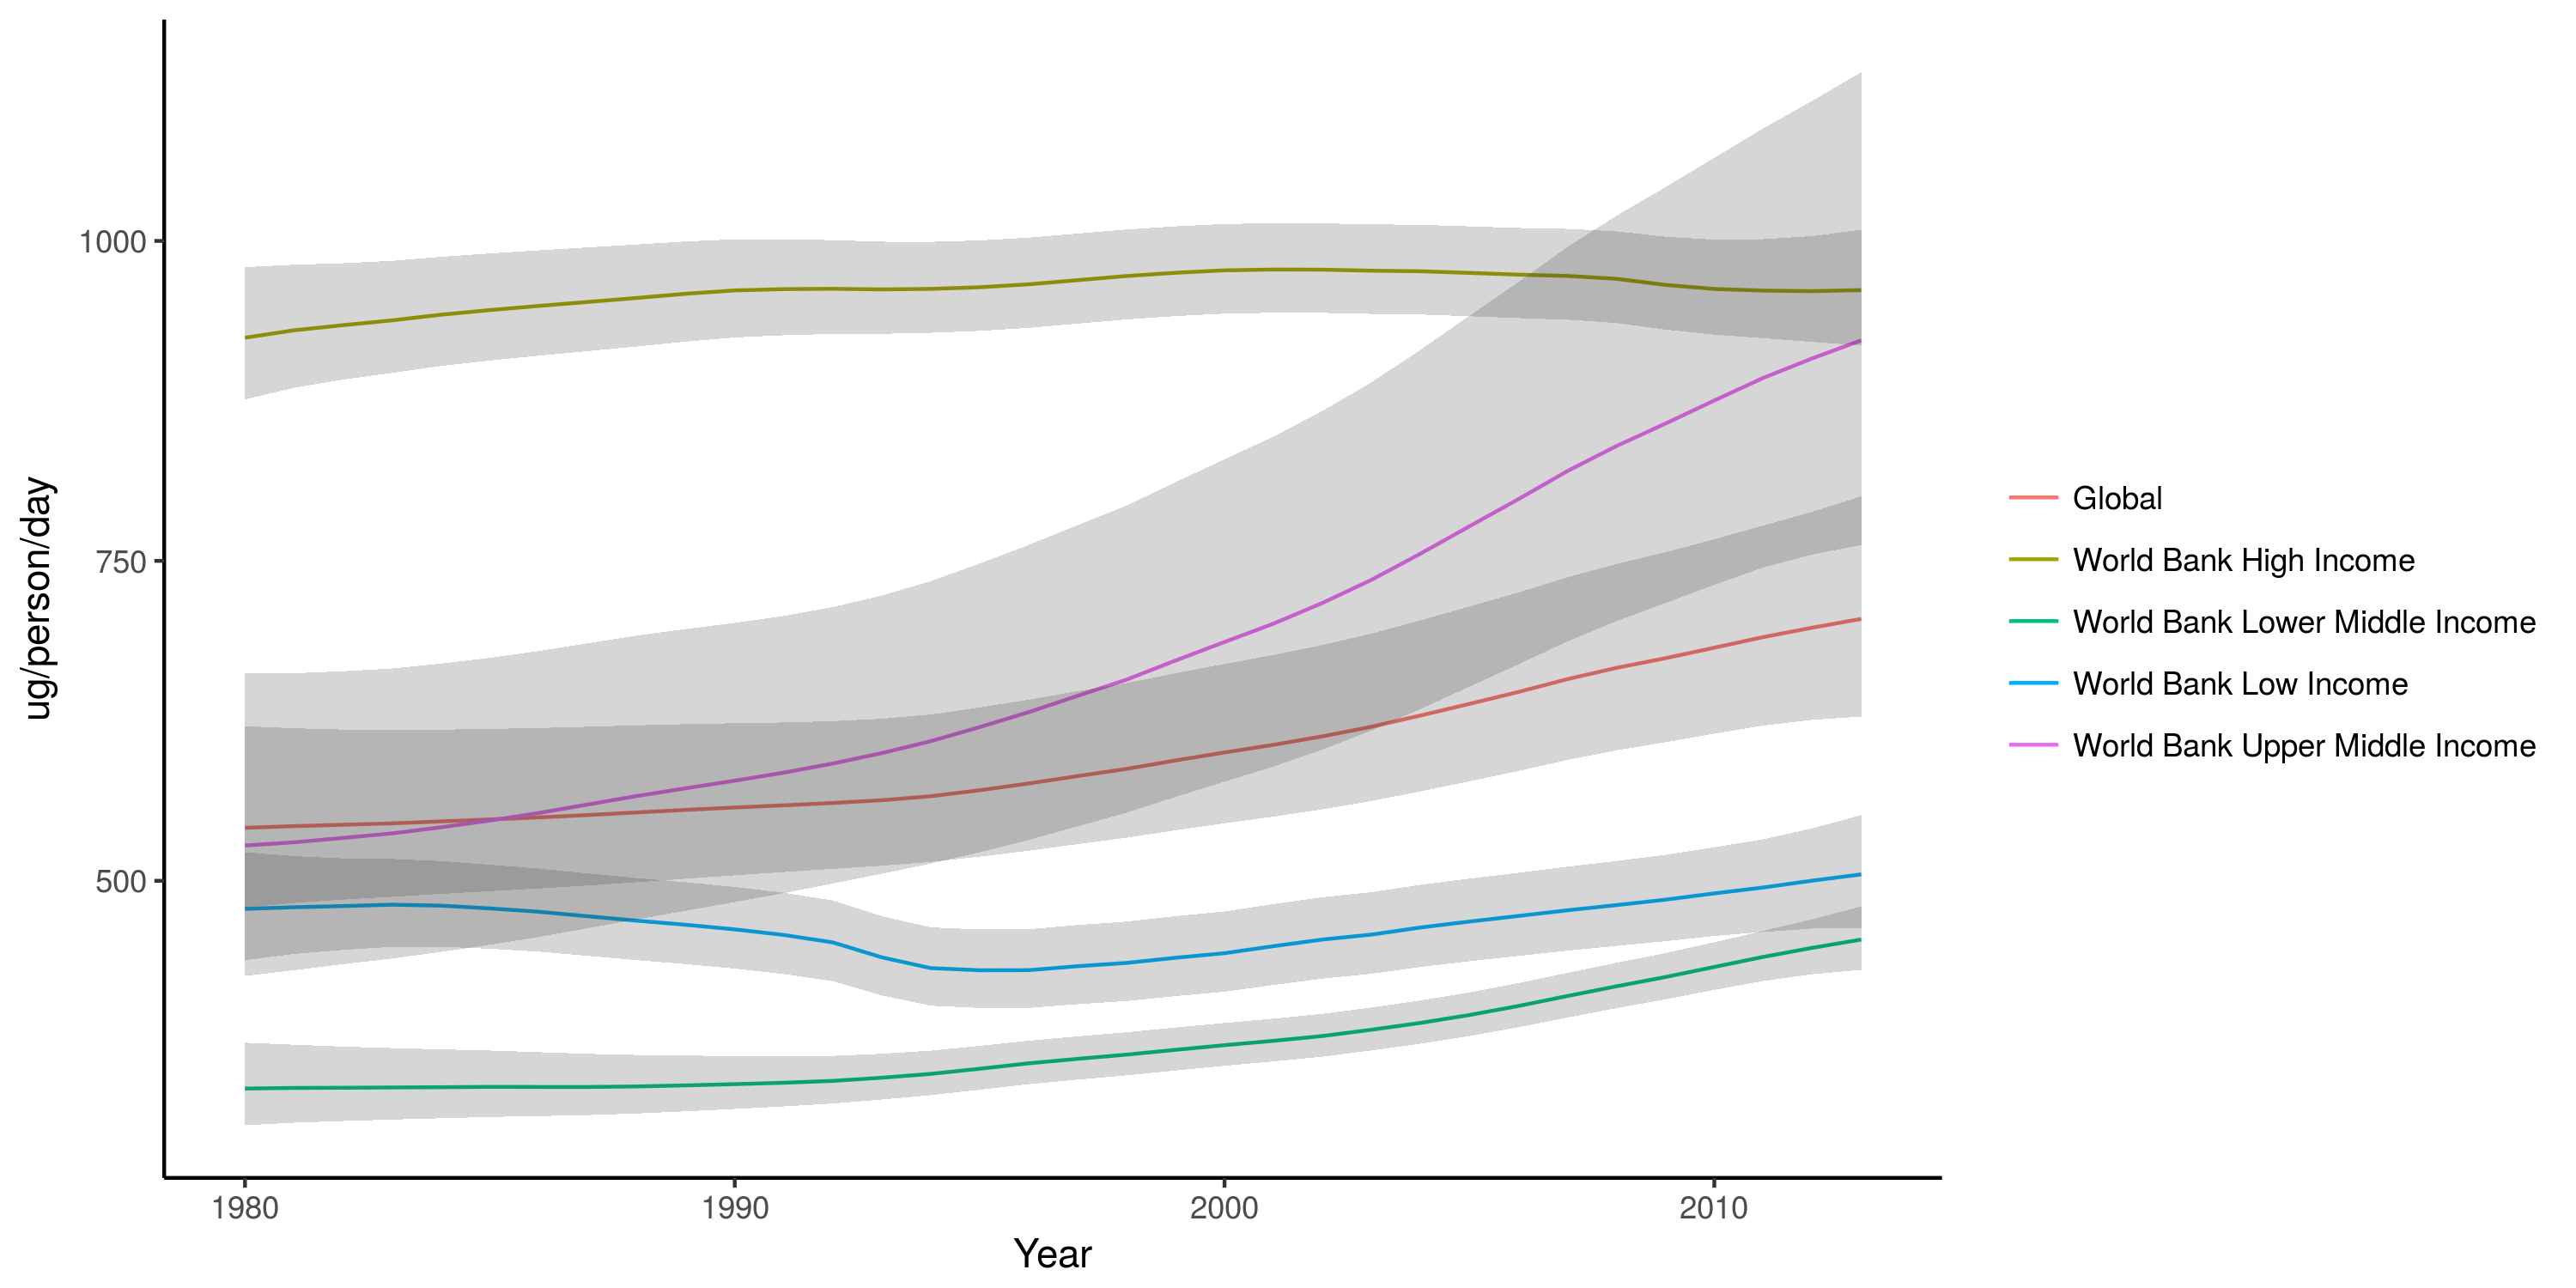 ug/person/day
1000
750
500
1980
1990
2000
2010
Year
Global
World Bank High Income
World Bank Lower Middle Income
World Bank Low Income
World Bank Upper Middle Income